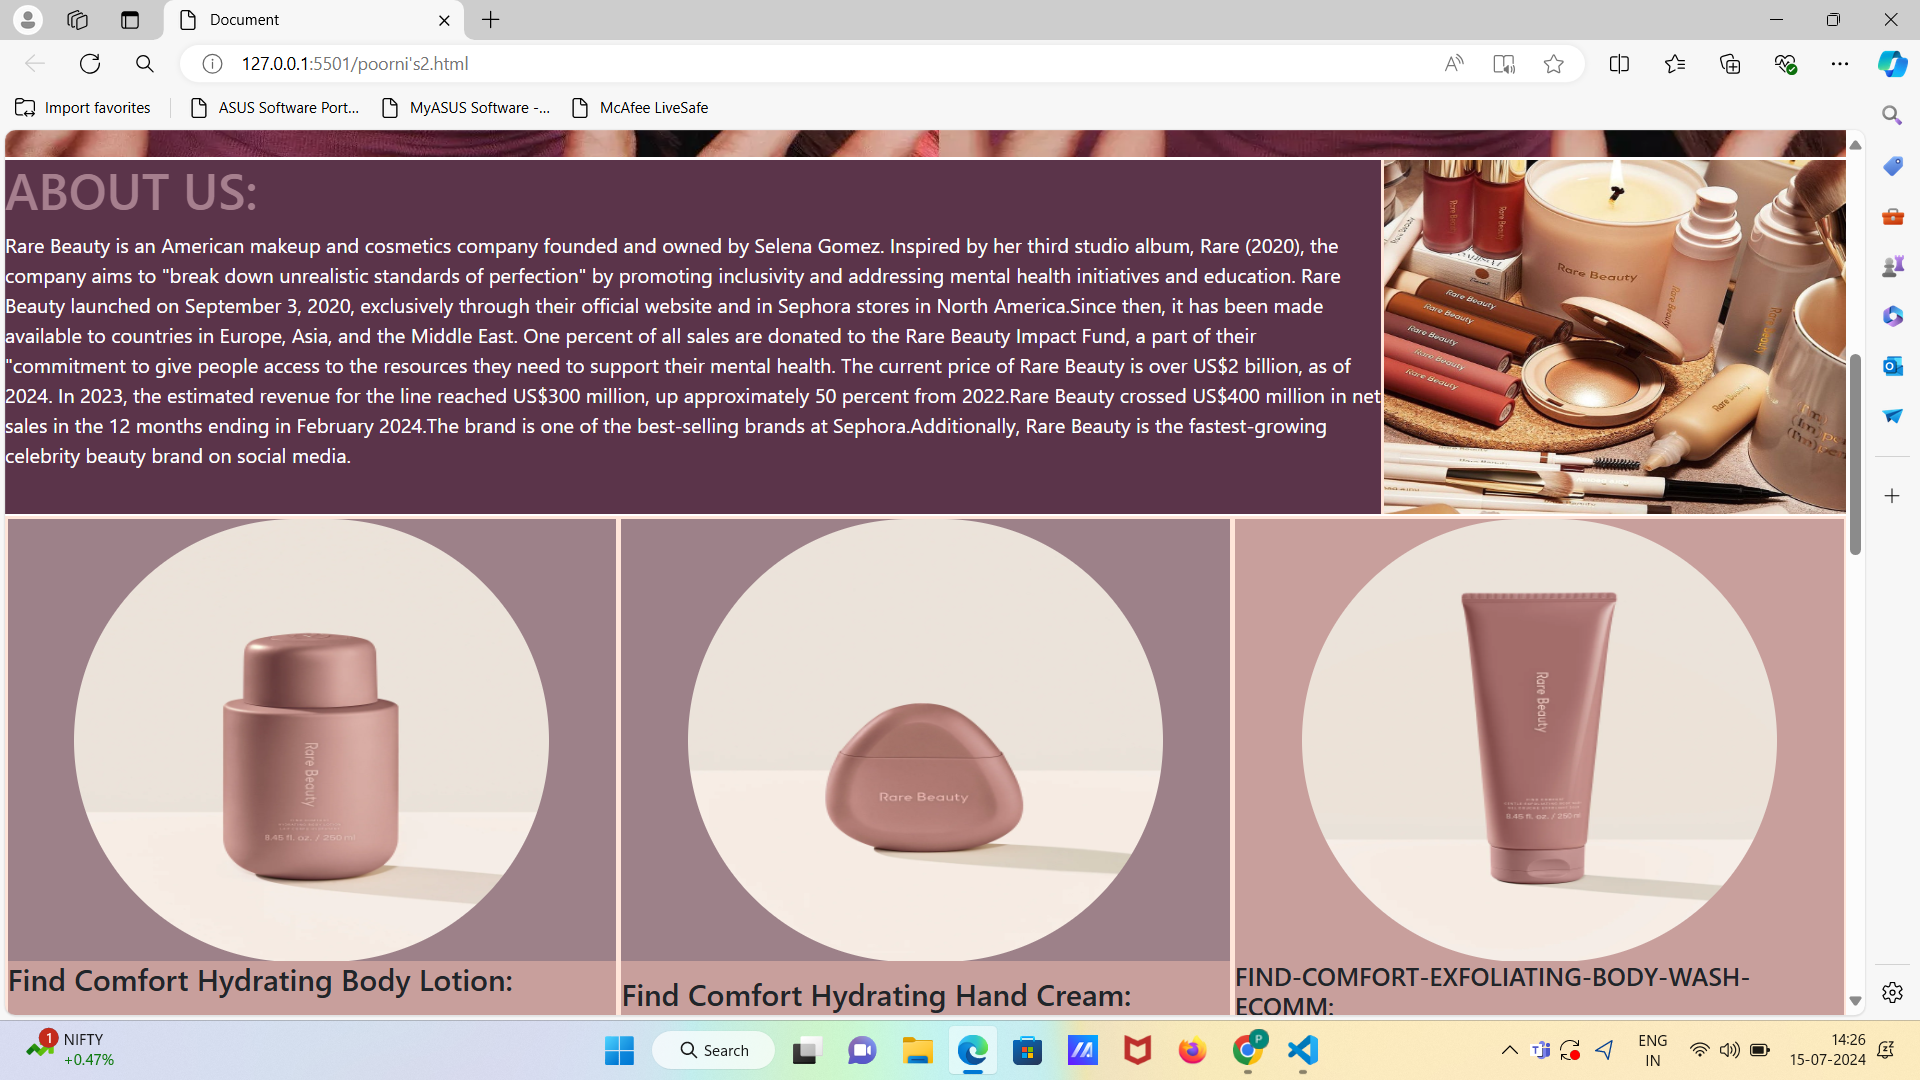 Document
127.0.0.1:5501/poorni's2.html
Import favorites
ASUS Software Port...
MyASUS Software -...
McAfee LiveSafe
ABOUT US:
Rare Beauty is an American makeup and cosmetics company founded and owned by Selena Gomez. Inspired by her third studio album, Rare (2020), the
company aims to "break down unrealistic standards of perfection" by promoting inclusivity and addressing mental health initiatives and education. Rare
Beauty launched on September 3, 2020, exclusively through their official website and in Sephora stores in North America.Since then, it has been made
available to countries in Europe, Asia, and the Middle East. One percent of all sales are donated to the Rare Beauty Impact Fund, a part of their
"commitment to give people access to the resources they need to support their mental health. The current price of Rare Beauty is over US$2 billion, as of
2024. In 2023, the estimated revenue for the line reached US$300 million, up approximately 50 percent from 2022.Rare Beauty crossed US$400 million in net
sales in the 12 months ending in February 2024.The brand is one of the best-selling brands at Sephora.Additionally, Rare Beauty is the fastest-growing
celebrity beauty brand on social media.
Rare Beauty
Rare Beauty
Rare Beauty
Rare Beauty
Rare Beauty
Rare Beauty
Rare Beauty
8.45 fl. oz. / 250 ml
Rare Beauty
Rare Beauty
8.45 fl. oz. / 250 ml
Find Comfort Hydrating Body Lotion:
Find Comfort Hydrating Hand Cream:
FIND-COMFORT-EXFOLIATING-BODY-WASH-
ECOMM:
1
NIFTY
+0.47%
Search
P
ENG
IN
14:26
15-07-2024